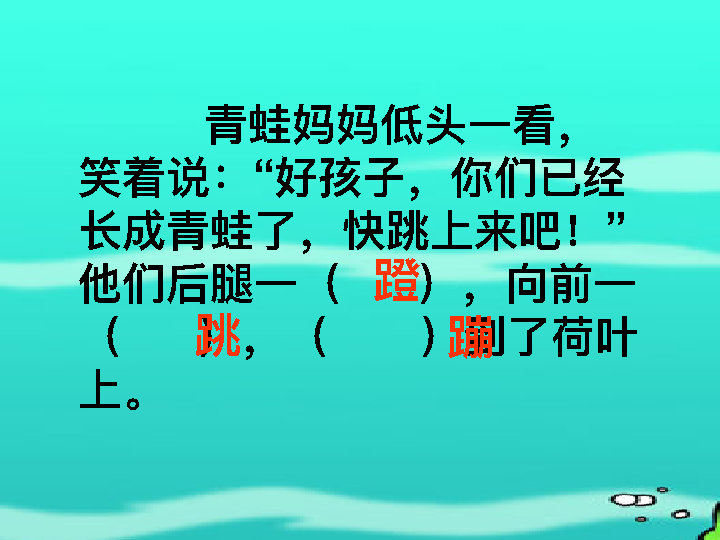 青蛙妈妈低头一看，
笑着说：“好孩子，你们已经
长成青蛙了，快跳上来吧！”
他们后腿一（蹬），向前一
（跳），（ ）蹦到了荷叶
上。